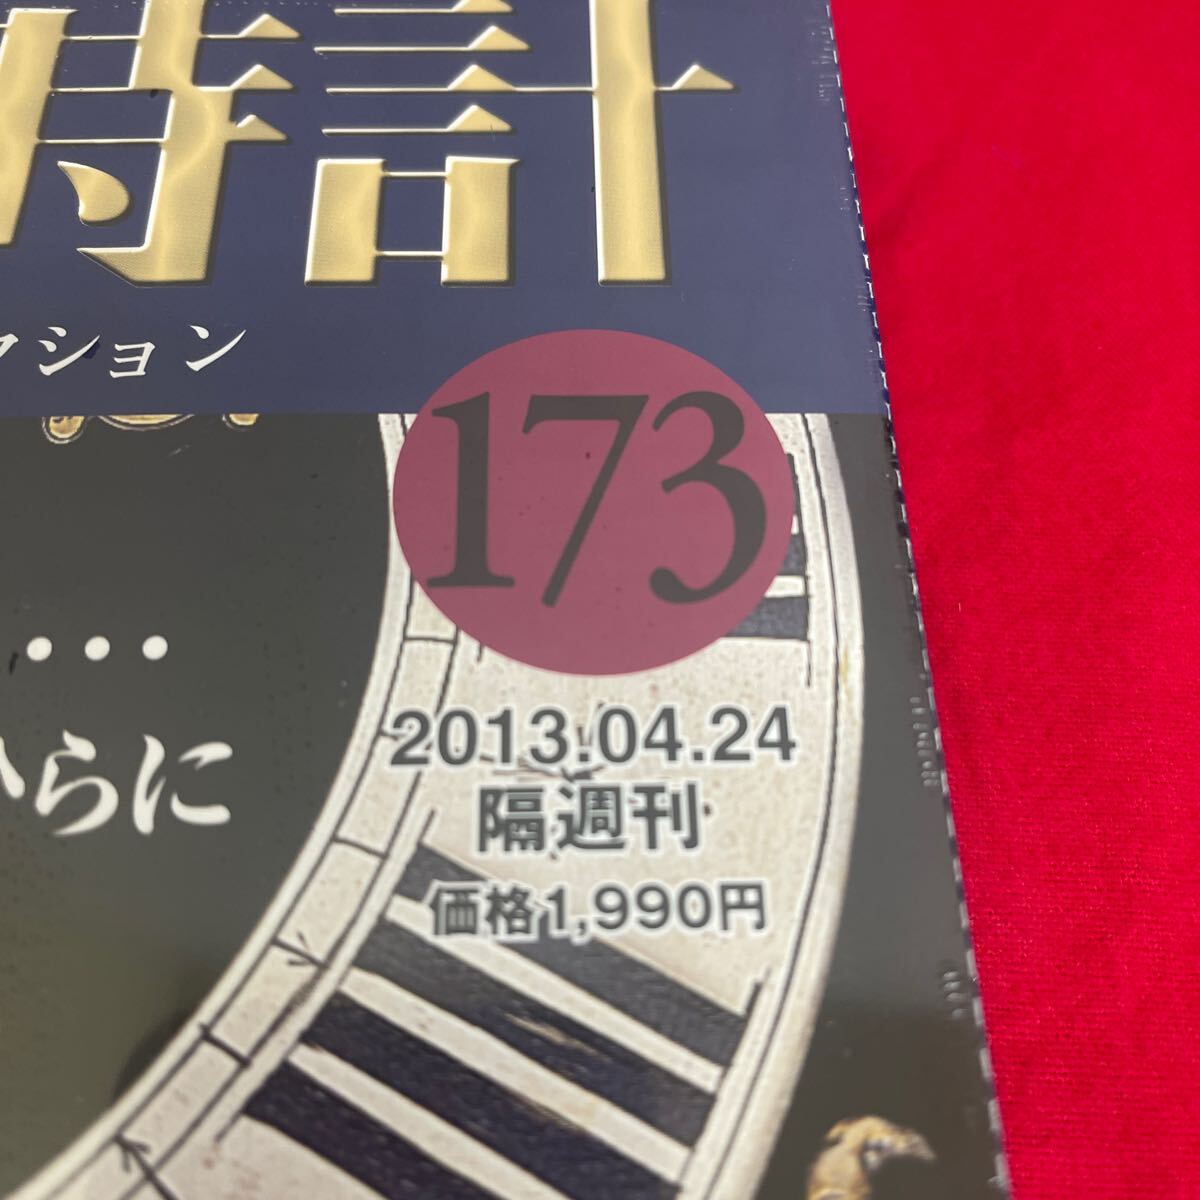 時計
クション
173
・・・
からに
2013.04.24
隔週刊
価格1,990円